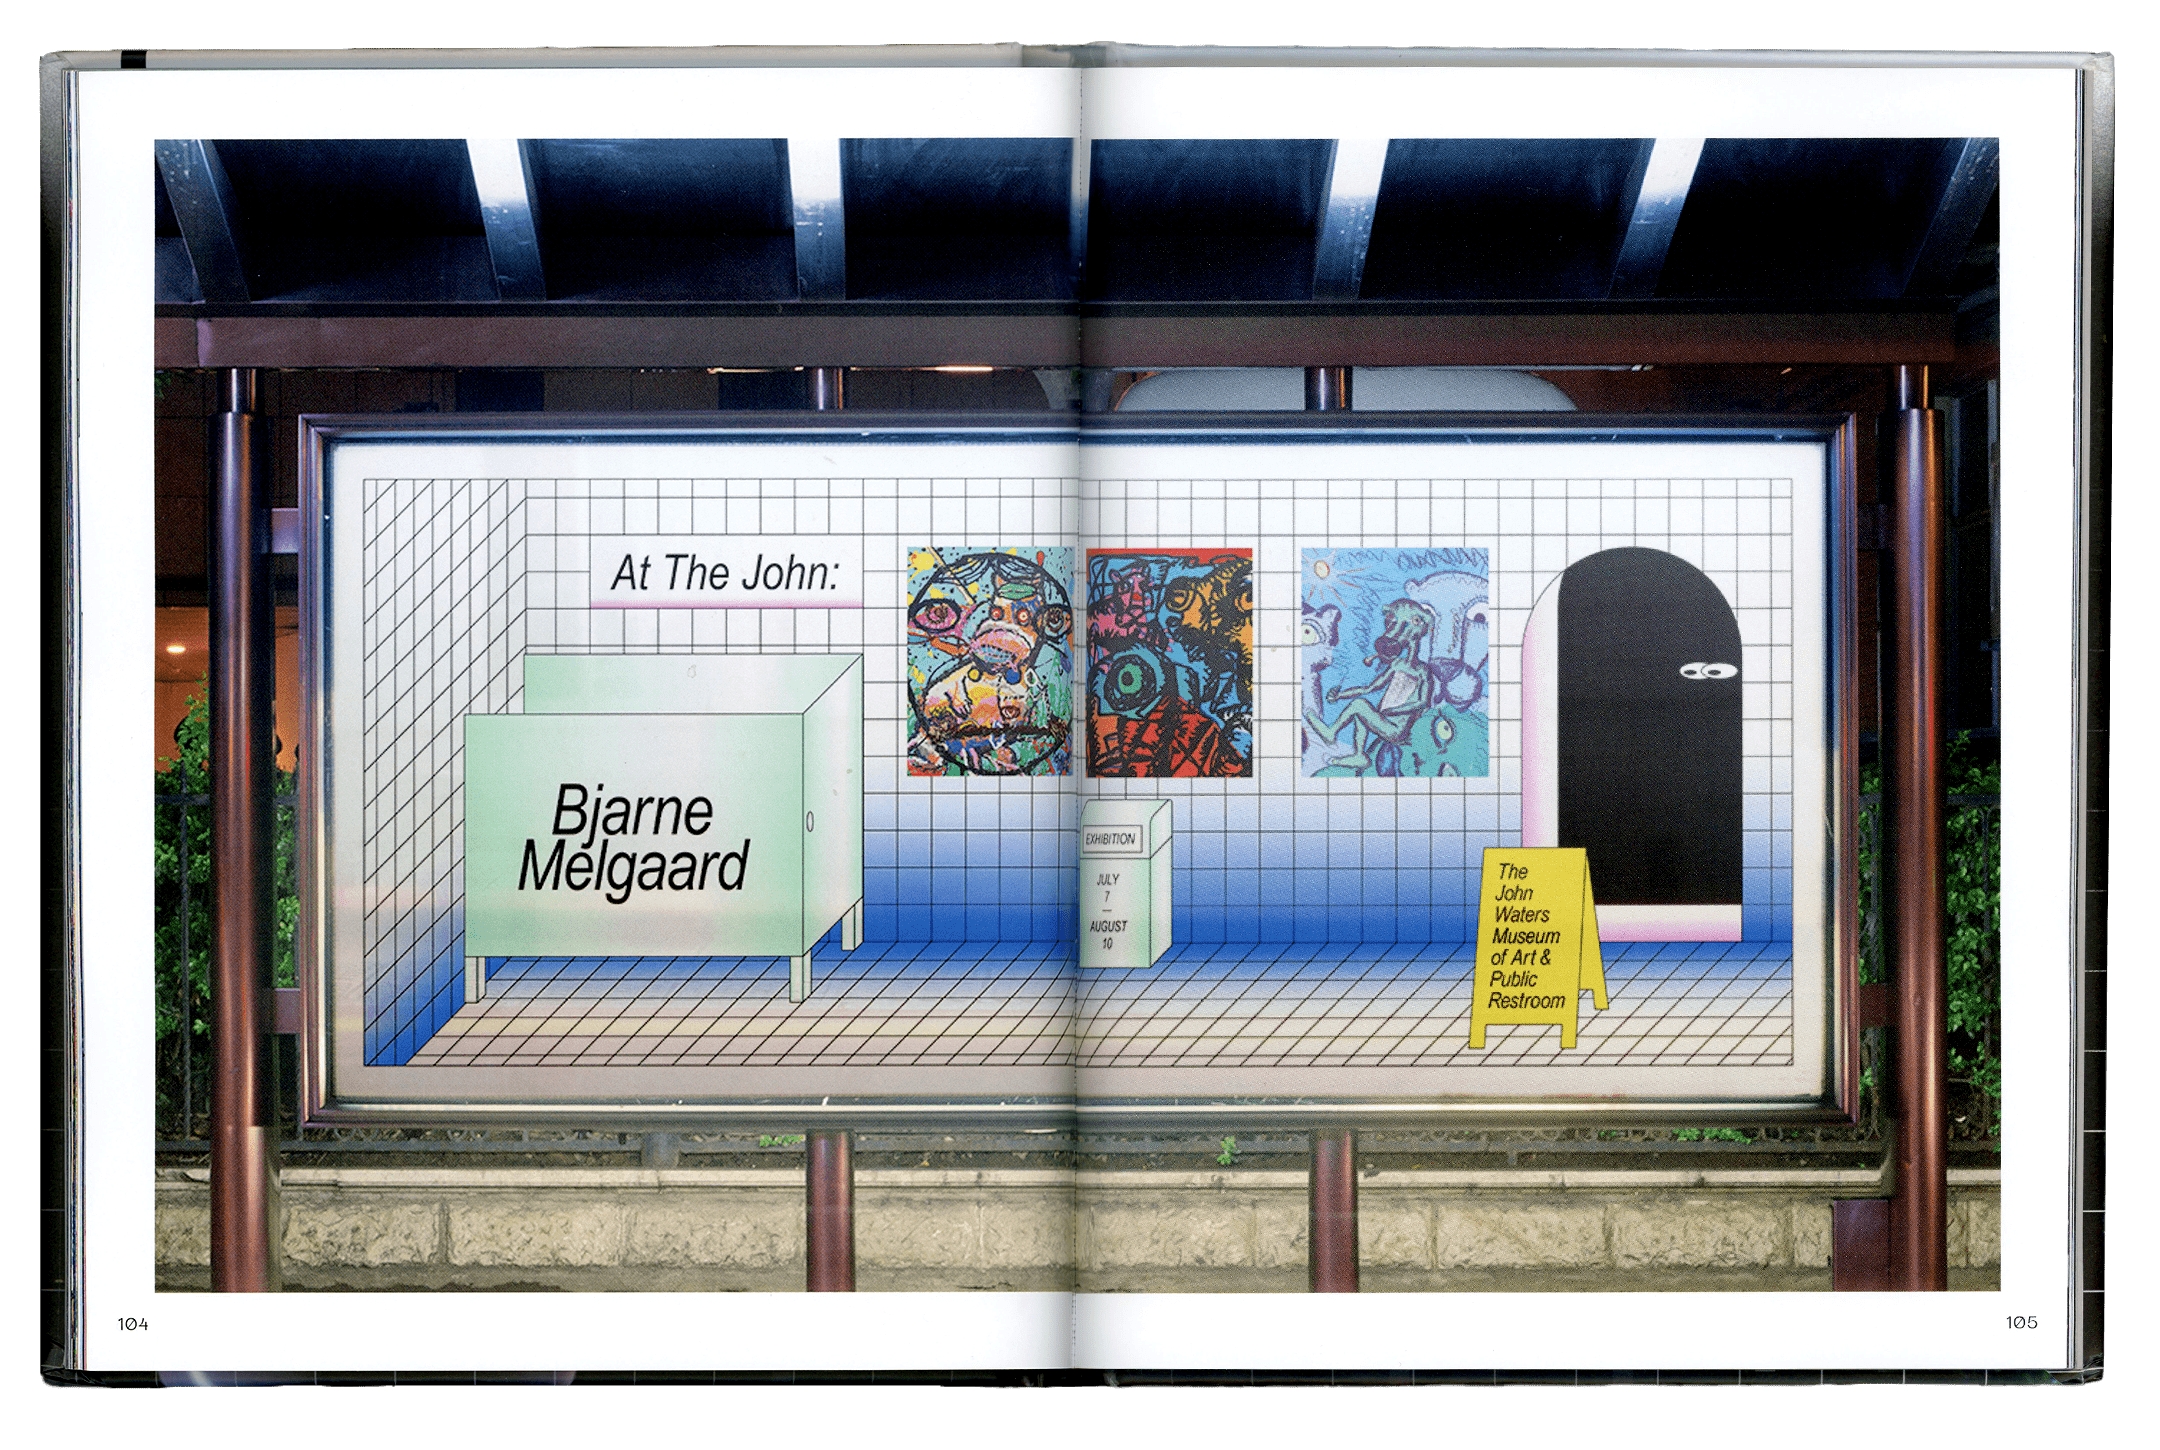 At The John:
Bjarne
Melgaard
EXHIBITION
JULY
7
—
AUGUST
10
The
John
Waters
Museum
of Art &
Public
Restroom
104
105